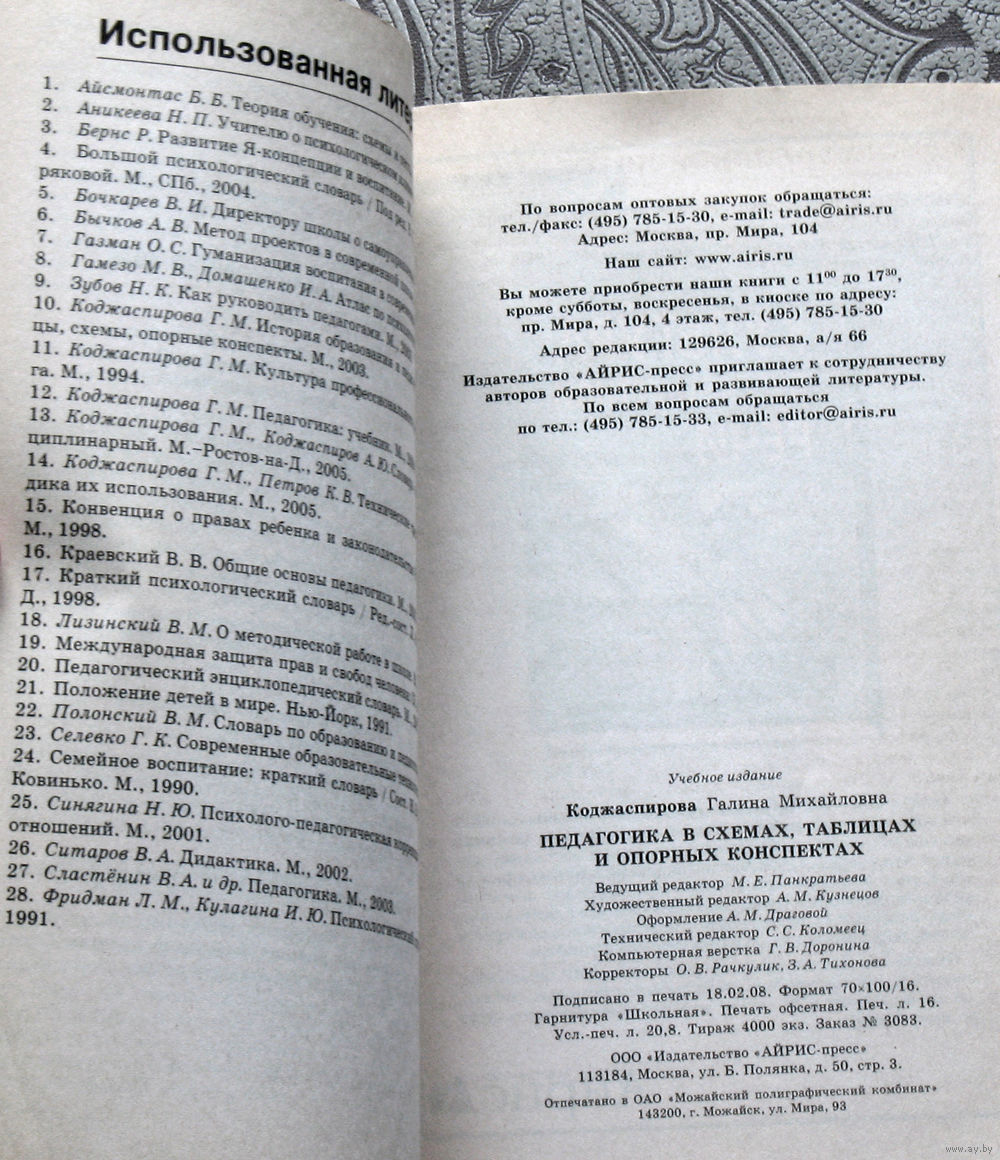 Использованная
1. Айсмонтас Б. Б. Теория обучения: схемы и
2. Аникеева Н. П. Учителю о психологическом
3. Бернс Р. Развитие Я-концепции и воспитание.
4. Большой психологический словарь / Под ред.
ряковой. М., СПб., 2004.
5. Бочкарев В. И. Директору школы о
6. Бычков А. В. Метод проектов в современной
7. Газман О. С. Гуманизация воспитания в
8. Гамезо М. В., Домашенко И. А. Атлас по
9. Зубов Н. К. Как руководить педагогами. М.,
10. Коджаспирова Г. М. История образования и
цы, схемы, опорные конспекты. М., 2003.
11. Коджаспирова Г. М. Культура
га. М., 1994.
12. Коджаспирова Г. М. Педагогика: учебник. М.,
13. Коджаспирова Г. М., Коджаспиров А. Ю.
циплинарный. М.–Ростов-на-Д., 2005.
14. Коджаспирова Г. М., Петров К. В. Технические
дика их использования. М., 2005.
15. Конвенция о правах ребенка и
М., 1998.
16. Краевский В. В. Общие основы педагогики. М.,
17. Краткий психологический словарь / Ред.-сост.
Д., 1998.
18. Лизинский В. М. О методической работе в школе.
19. Международная защита прав и свобод человека.
20. Педагогический энциклопедический словарь. М.,
21. Положение детей в мире. Нью-Йорк, 1991.
22. Полонский В. М. Словарь по образованию и
23. Селевко Г. К. Современные образовательные
24. Семейное воспитание: краткий словарь / Сост.
Ковинько. М., 1990.
25. Синягина Н. Ю. Психолого-педагогическая
отношений. М., 2001.
26. Ситаров В. А. Дидактика. М., 2002.
27. Сластёнин В. А. и др. Педагогика. М., 2003.
28. Фридман Л. М., Кулагина И. Ю.
1991.
По вопросам оптовых закупок обращаться:
тел./факс: (495) 785-15-30, e-mail: trade@airis.ru
Адрес: Москва, пр. Мира, 104
Наш сайт: www.airis.ru
Вы можете приобрести наши книги с 11⁰⁰ до 17³⁰,
кроме субботы, воскресенья, в киоске по адресу:
пр. Мира, д. 104, 4 этаж, тел. (495) 785-15-30
Адрес редакции: 129626, Москва, а/я 66
Издательство «АЙРИС-пресс» приглашает к сотрудничеству
авторов образовательной и развивающей литературы.
По всем вопросам обращаться
по тел.: (495) 785-15-33, e-mail: editor@airis.ru
Учебное издание
Коджаспирова Галина Михайловна
ПЕДАГОГИКА В СХЕМАХ, ТАБЛИЦАХ
И ОПОРНЫХ КОНСПЕКТАХ
Ведущий редактор М. Е. Панкратьева
Художественный редактор А. М. Кузнецов
Оформление А. М. Драговой
Технический редактор С. С. Коломеец
Компьютерная верстка Г. В. Доронина
Корректоры О. В. Рачкулик, З. А. Тихонова
Подписано в печать 18.02.08. Формат 70×100/16.
Гарнитура «Школьная». Печать офсетная. Печ. л. 16.
Усл.-печ. л. 20,8. Тираж 4000 экз. Заказ № 3083.
ООО «Издательство «АЙРИС-пресс»
113184, Москва, ул. Б. Полянка, д. 50, стр. 3.
Отпечатано в ОАО «Можайский полиграфический комбинат»
143200, г. Можайск, ул. Мира, 93
www.ay.by